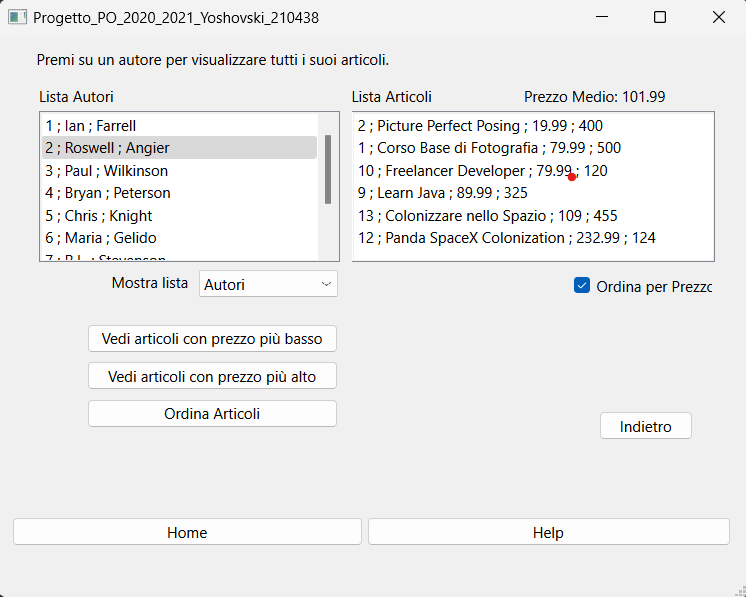 Progetto_PO_2020_2021_Yoshovski_210438
Premi su un autore per visualizzare tutti i suoi articoli.
Lista Autori
1 ; Ian ; Farrell
2 ; Roswell ; Angier
3 ; Paul ; Wilkinson
4 ; Bryan ; Peterson
5 ; Chris ; Knight
6 ; Maria ; Gelido
Lista Articoli
Prezzo Medio: 101.99
2 ; Picture Perfect Posing ; 19.99 ; 400
1 ; Corso Base di Fotografia ; 79.99 ; 500
10 ; Freelancer Developer ; 79.99 ; 120
9 ; Learn Java ; 89.99 ; 325
13 ; Colonizzare nello Spazio ; 109 ; 455
12 ; Panda SpaceX Colonization ; 232.99 ; 124
Mostra lista
Autori
Ordina per Prezzo
Vedi articoli con prezzo più basso
Vedi articoli con prezzo più alto
Ordina Articoli
Indietro
Home
Help